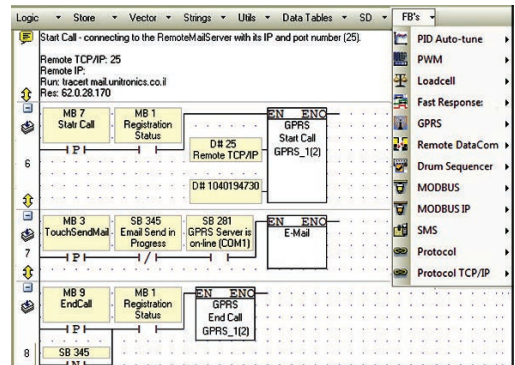 Logic Store Vector Strings Utils Data Tables SD FB's
Start Call - connecting to the RemoteMailServer with its IP and port number (25).
Remote TCP/IP: 25
Remote IP:
Run: tracert mail.unitronics.co.il
Res: 62.0.28.170
MB 7
Statr Call
MB 1
Registration
Status
P
D# 25
Remote TCP/IP
D# 1040194730
EN ENO
GPRS
Start Call
GPRS_1(2)
6
MB 3
TouchSendMail
SB 345
Email Send in
Progress
SB 281
GPRS Server is
on-line (COM1)
P
EN ENO
E-Mail
7
MB 9
EndCall
MB 1
Registration
Status
P
EN ENO
GPRS
End Call
GPRS_1(2)
8
SB 345
N
PID Auto-tune
PWM
Loadcell
Fast Response:
GPRS
Remote DataCom
Drum Sequencer
MODBUS
MODBUS IP
SMS
Protocol
Protocol TCP/IP